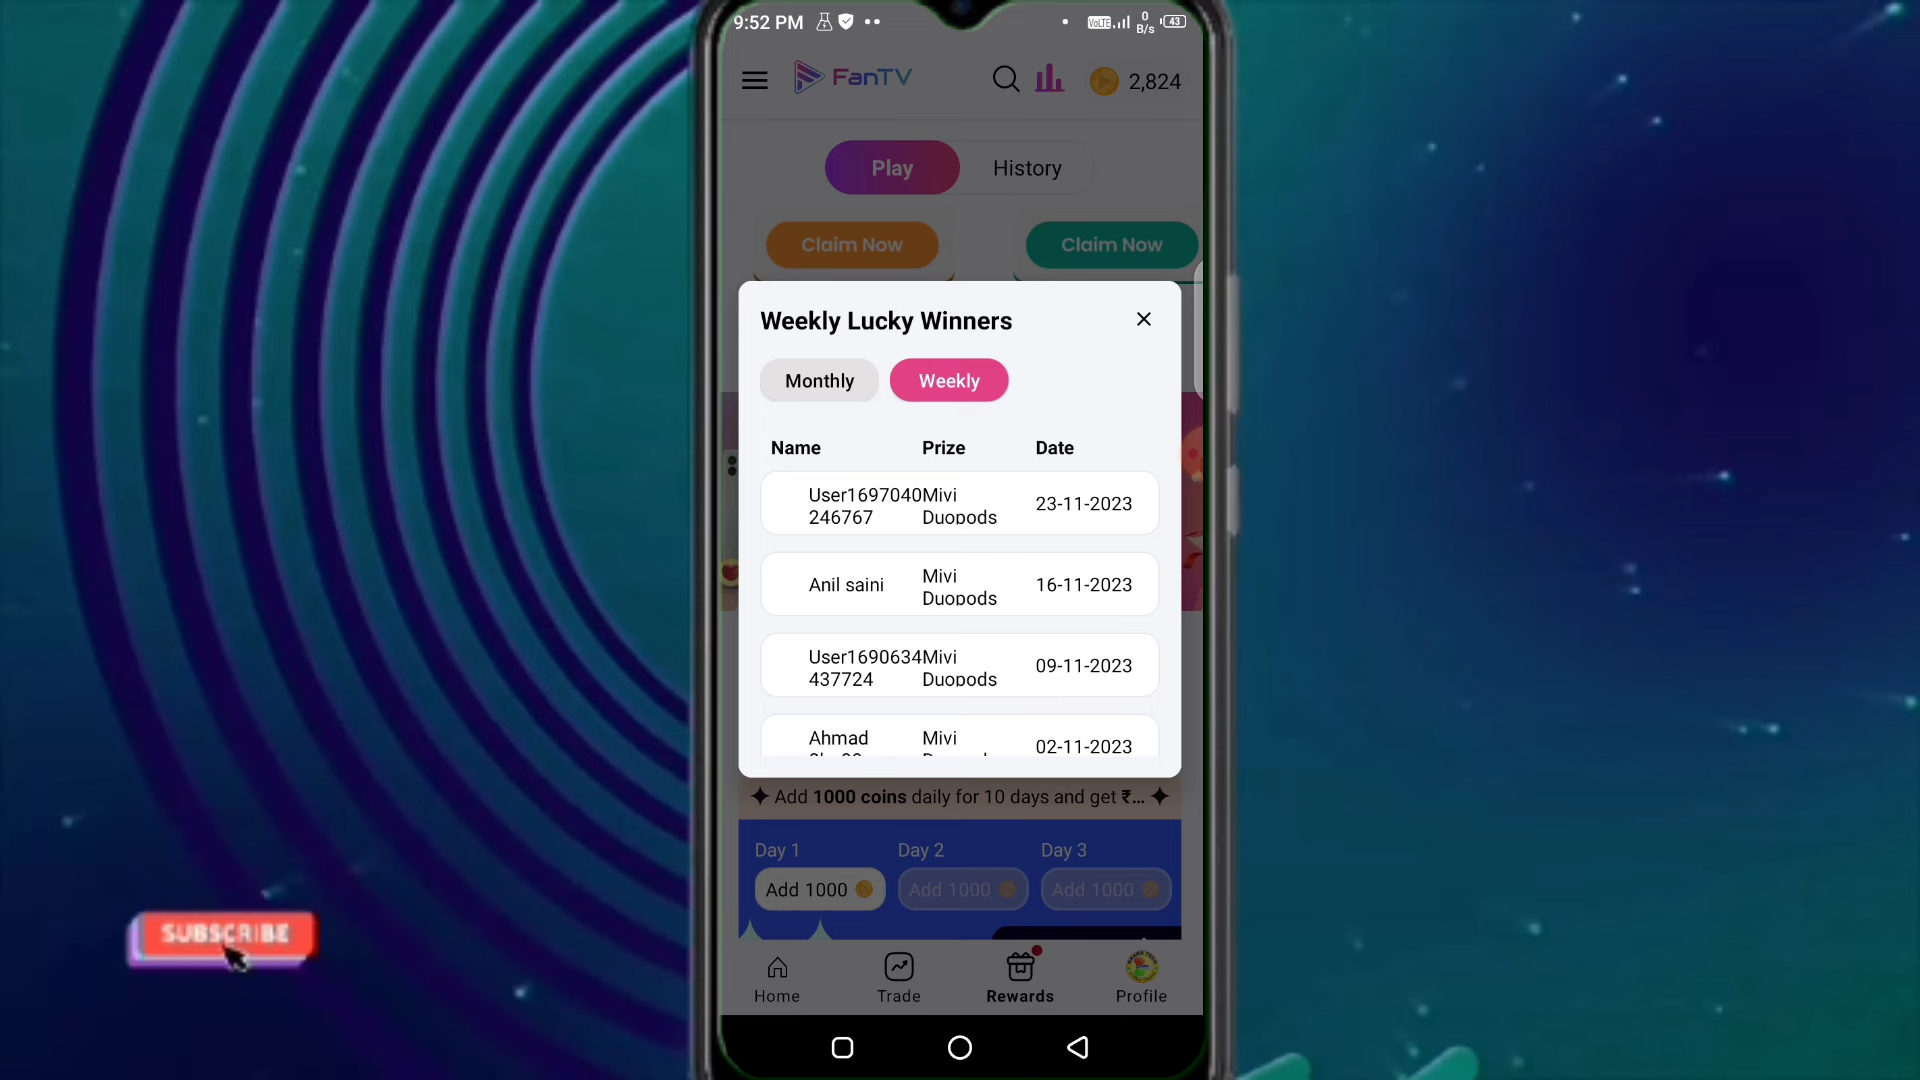 9:52 PM
VoLTE
0
B/s
43
FanTV
2,824
Play
History
Claim Now
Claim Now
Weekly Lucky Winners
Monthly
Weekly
Name
Prize
Date
User1697040
246767
Mivi
Duopods
23-11-2023
Anil saini
Mivi
Duopods
16-11-2023
User1690634
437724
Mivi
Duopods
09-11-2023
Ahmad
Mivi
02-11-2023
Add 1000 coins daily for 10 days and get ₹...
Day 1
Day 2
Day 3
Add 1000
Add 1000
Add 1000
SUBSCRIBE
Home
Trade
Rewards
Profile